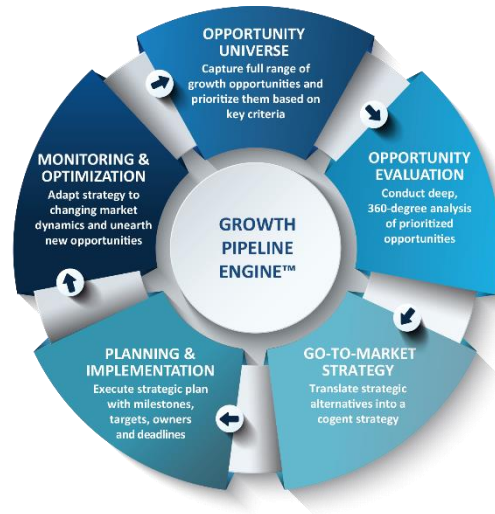 OPPORTUNITY
UNIVERSE
Capture full range of
growth opportunities and
prioritize them based on
key criteria
OPPORTUNITY
EVALUATION
Conduct deep,
360-degree analysis
of prioritized
opportunities
GO-TO-MARKET
STRATEGY
Translate strategic
alternatives into a
cogent strategy
PLANNING &
IMPLEMENTATION
Execute strategic plan
with milestones,
targets, owners
and deadlines
MONITORING &
OPTIMIZATION
Adapt strategy to
changing market
dynamics and unearth
new opportunities
GROWTH
PIPELINE
ENGINE™